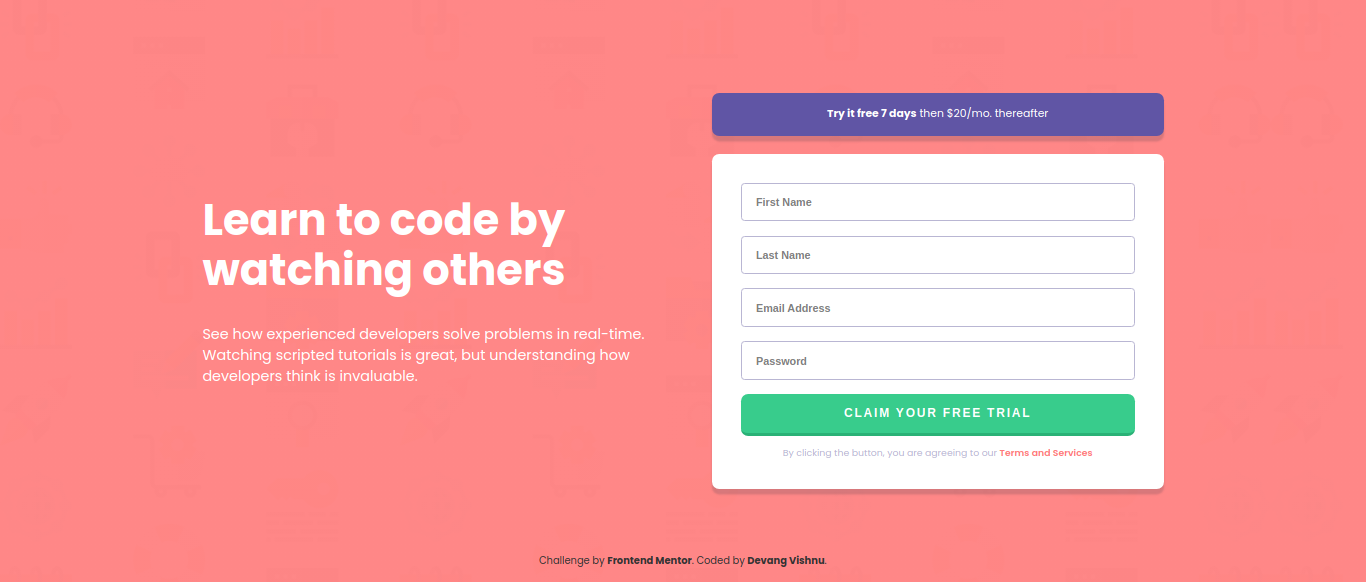 Learn to code by
watching others
See how experienced developers solve problems in real-time.
Watching scripted tutorials is great, but understanding how
developers think is invaluable.
Try it free 7 days then $20/mo. thereafter
First Name
Last Name
Email Address
Password
CLAIM YOUR FREE TRIAL
By clicking the button, you are agreeing to our Terms and Services
Challenge by Frontend Mentor. Coded by Devang Vishnu.